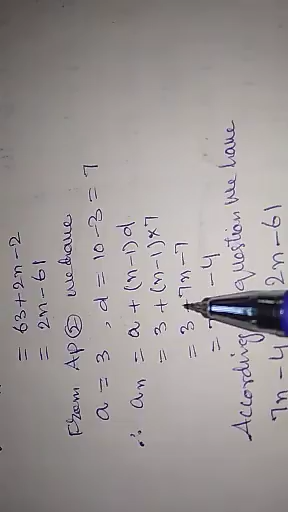 = 63+2n-2
= 2n-61
From AP② we have
a = 3 , d = 10-3 = 7
∴ an = a + (n-1)d
= 3 + (n-1)×7
= 3 7n-7
= -4
According question we have
7n-4 2n-61